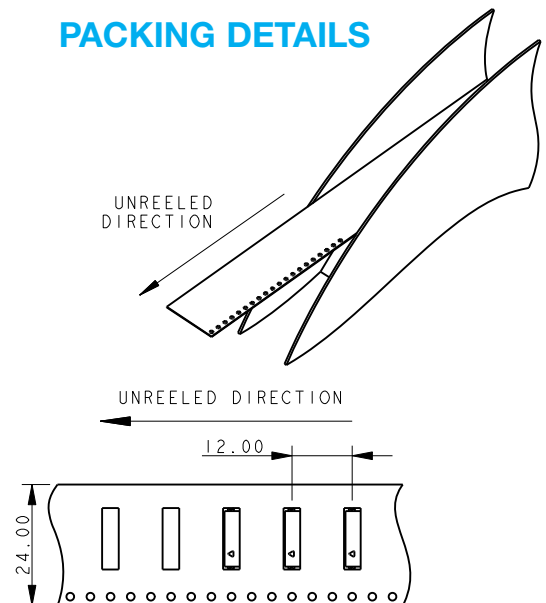 PACKING DETAILS
UNREELED
DIRECTION
UNREELED DIRECTION
12.00
24.00